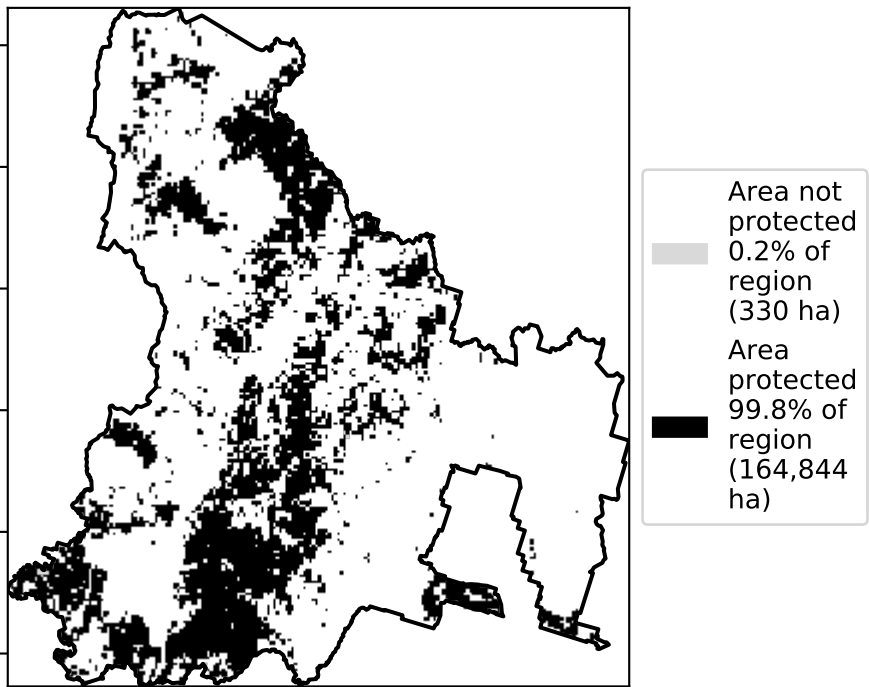 Area not
protected
0.2% of
region
(330 ha)
Area
protected
99.8% of
region
(164,844
ha)